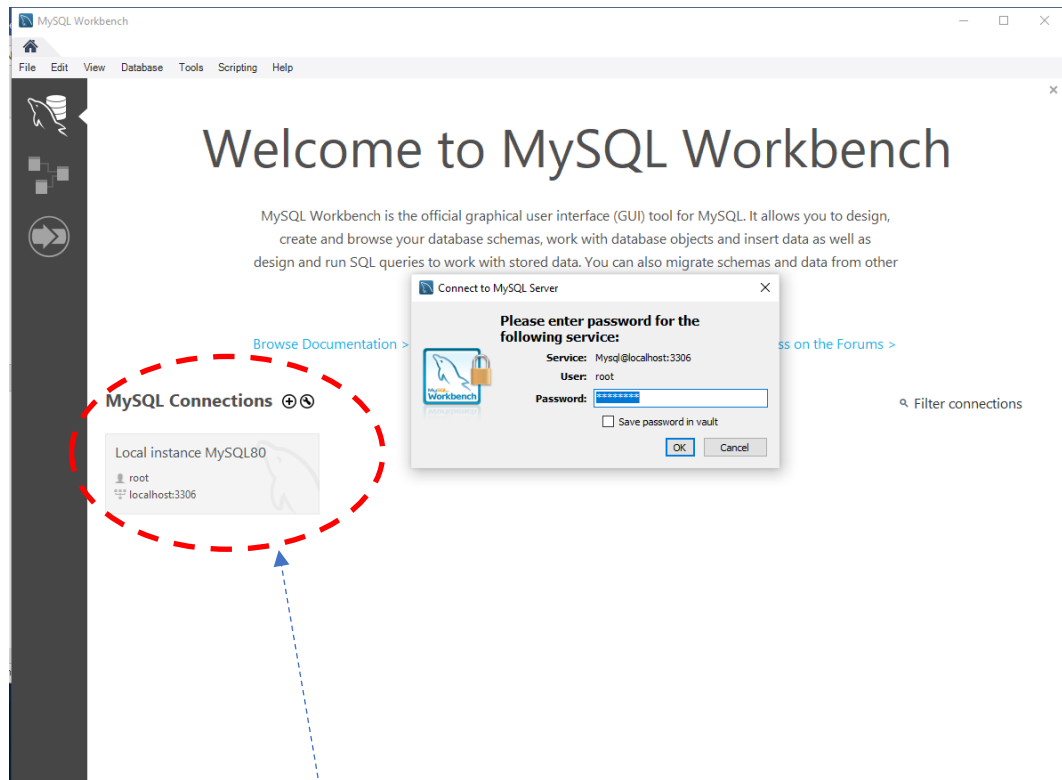 MySQL Workbench
File Edit View Database Tools Scripting Help
Welcome to MySQL Workbench
MySQL Workbench is the official graphical user interface (GUI) tool for MySQL. It allows you to design,
create and browse your database schemas, work with database objects and insert data as well as
design and run SQL queries to work with stored data. You can also migrate schemas and data from other
Connect to MySQL Server
Please enter password for the
following service:
Service: Mysql@localhost:3306
User: root
Password: ********
Save password in vault
OK Cancel
MySQL
Workbench
Browse Documentation >
on the Forums >
MySQL Connections
Filter connections
Local instance MySQL80
root
localhost:3306